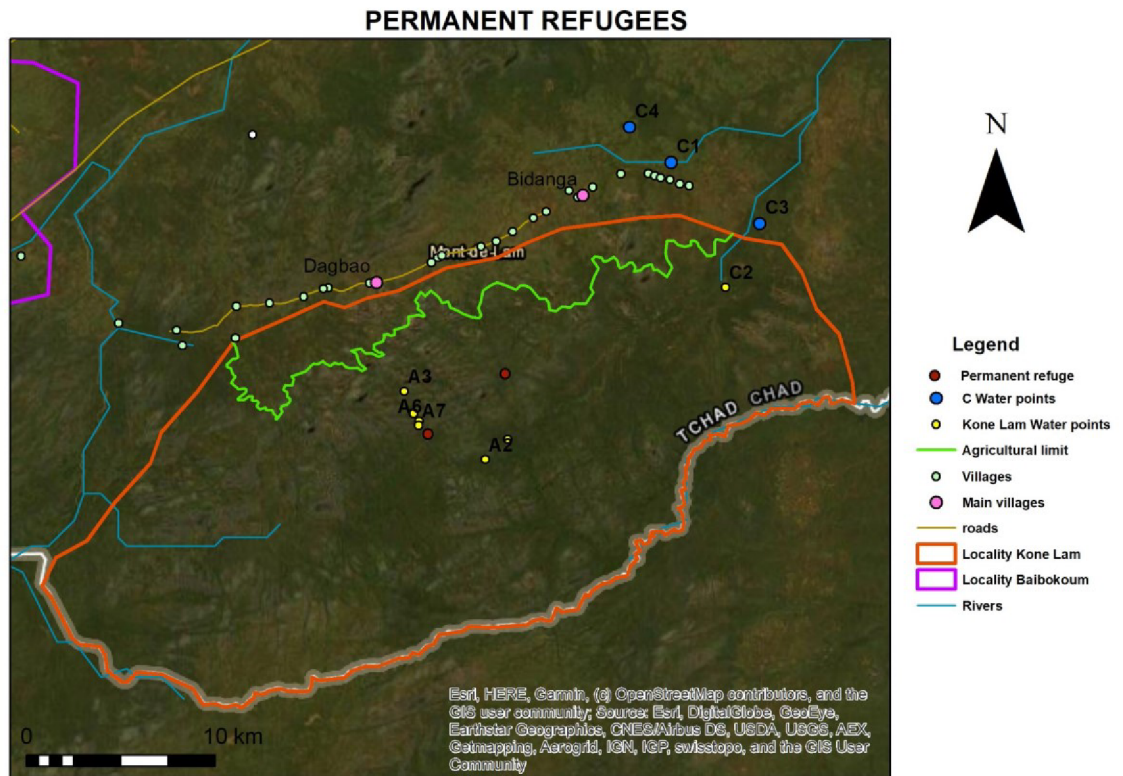 PERMANENT REFUGEES
C4
C1
Bidanga
C3
Mont-de-Lam
Dagbao
C2
A3
A6
A7
A2
TCHAD
CHAD
N
Legend
Permanent refuge
C Water points
Kone Lam Water points
Agricultural limit
Villages
Main villages
roads
Locality Kone Lam
Locality Baibokoum
Rivers
0 10 km
Esri, HERE, Garmin, (c) OpenStreetMap contributors, and the
GIS user community; Source: Esri, DigitalGlobe, GeoEye,
Earthstar Geographics, CNES/Airbus DS, USDA, USGS, AEX,
Getmapping, Aerogrid, IGN, IGP, swisstopo, and the GIS User
Community